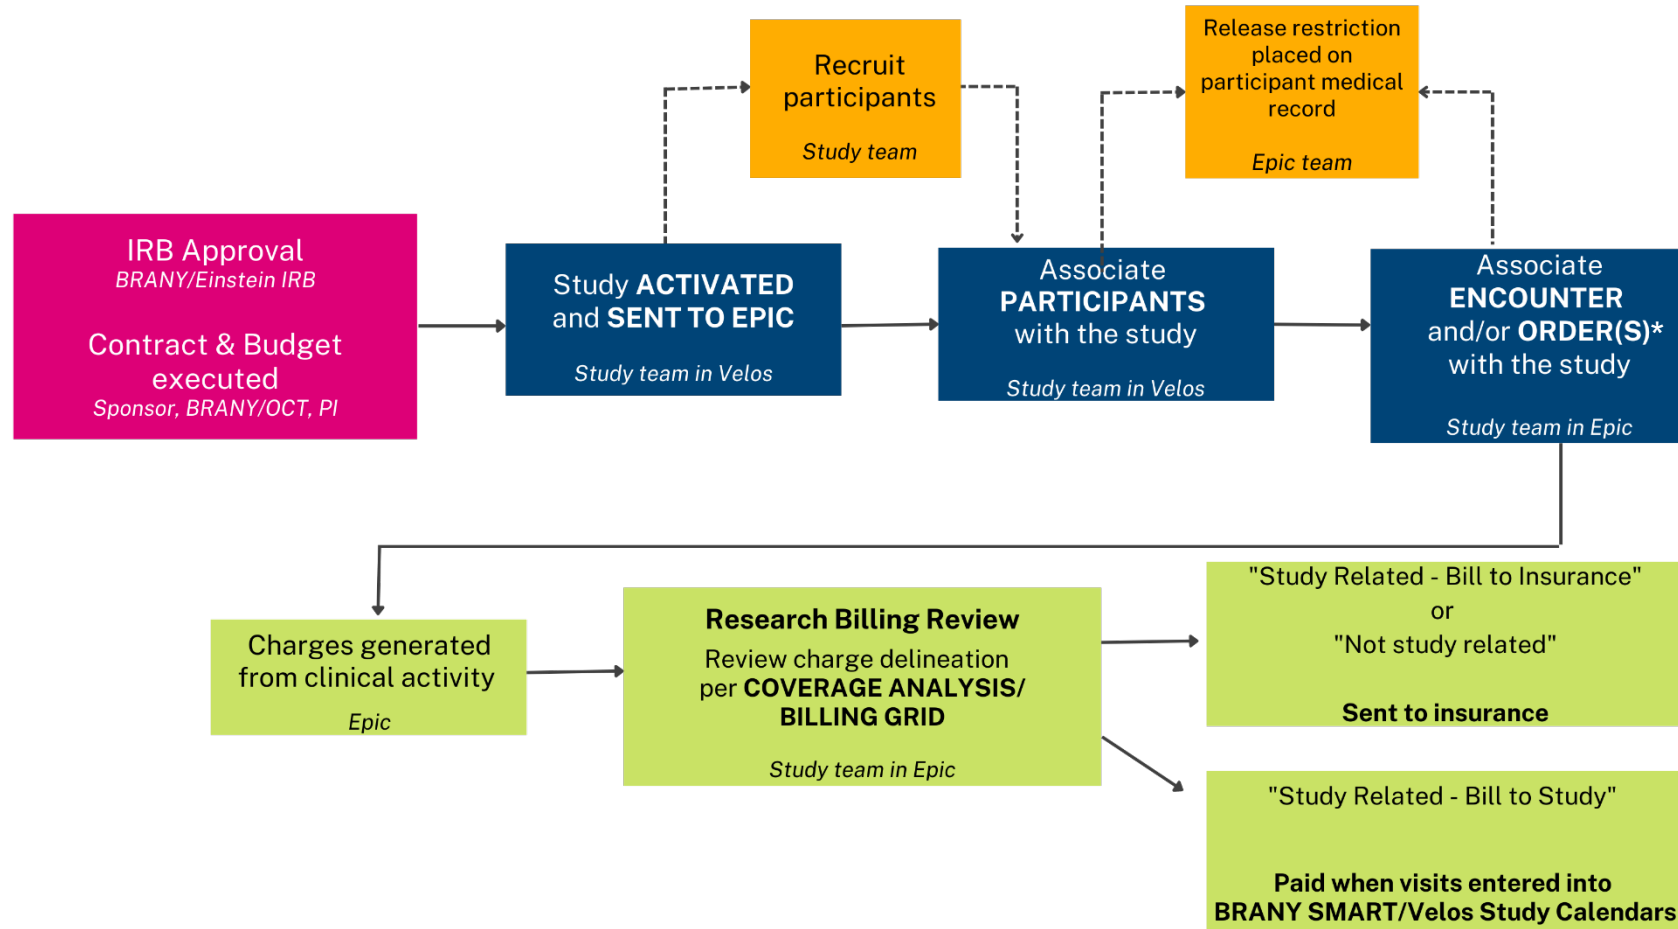 Recruit
participants
Study team
Release restriction
placed on
participant medical
record
Epic team
IRB Approval
BRANY/Einstein IRB
Contract & Budget
executed
Sponsor, BRANY/OCT, PI
Study ACTIVATED
and SENT TO EPIC
Study team in Velos
Associate
PARTICIPANTS
with the study
Study team in Velos
Associate
ENCOUNTER
and/or ORDER(S)*
with the study
Study team in Epic
Charges generated
from clinical activity
Epic
Research Billing Review
Review charge delineation
per COVERAGE ANALYSIS/
BILLING GRID
Study team in Epic
"Study Related - Bill to Insurance"
or
"Not study related"
Sent to insurance
"Study Related - Bill to Study"
Paid when visits entered into
BRANY SMART/Velos Study Calendars